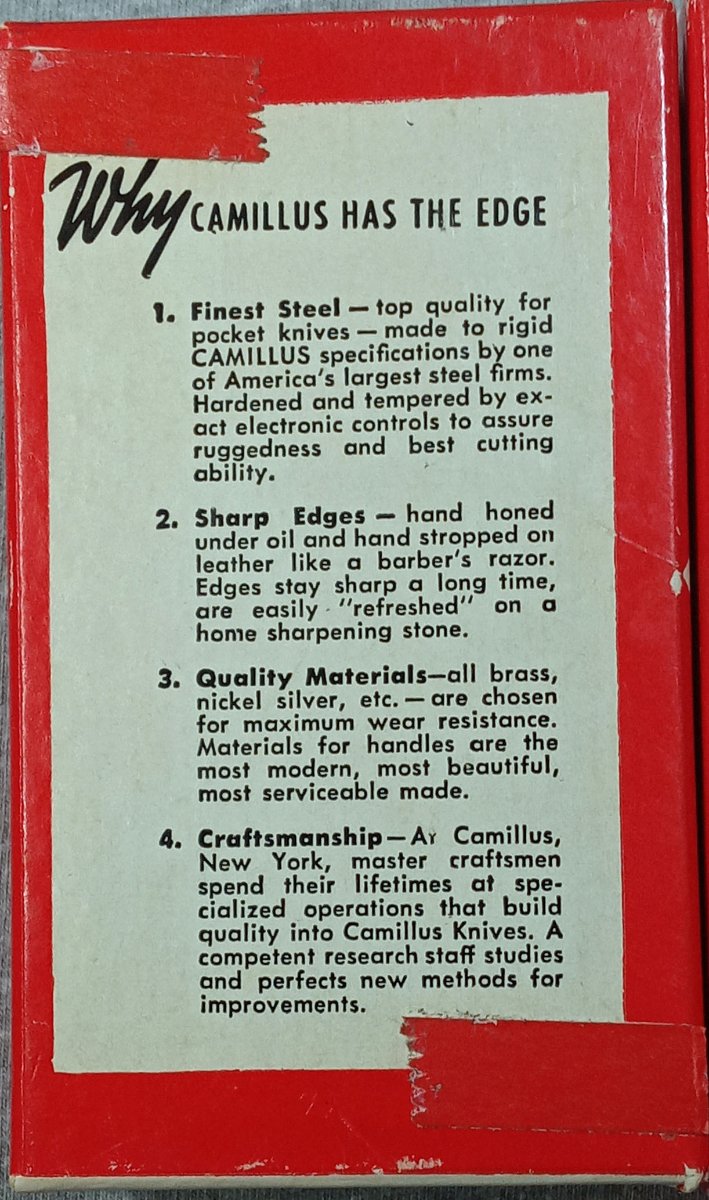 Why CAMILLUS HAS THE EDGE
1. Finest Steel — top quality for
pocket knives — made to rigid
CAMILLUS specifications by one
of America's largest steel firms.
Hardened and tempered by ex-
act electronic controls to assure
ruggedness and best cutting
ability.
2. Sharp Edges — hand honed
under oil and hand stropped on
leather like a barber's razor.
Edges stay sharp a long time,
are easily "refreshed" on a
home sharpening stone.
3. Quality Materials—all brass,
nickel silver, etc. — are chosen
for maximum wear resistance.
Materials for handles are the
most modern, most beautiful,
most serviceable made.
4. Craftsmanship—At Camillus,
New York, master craftsmen
spend their lifetimes at spe-
cialized operations that build
quality into Camillus Knives. A
competent research staff studies
and perfects new methods for
improvements.